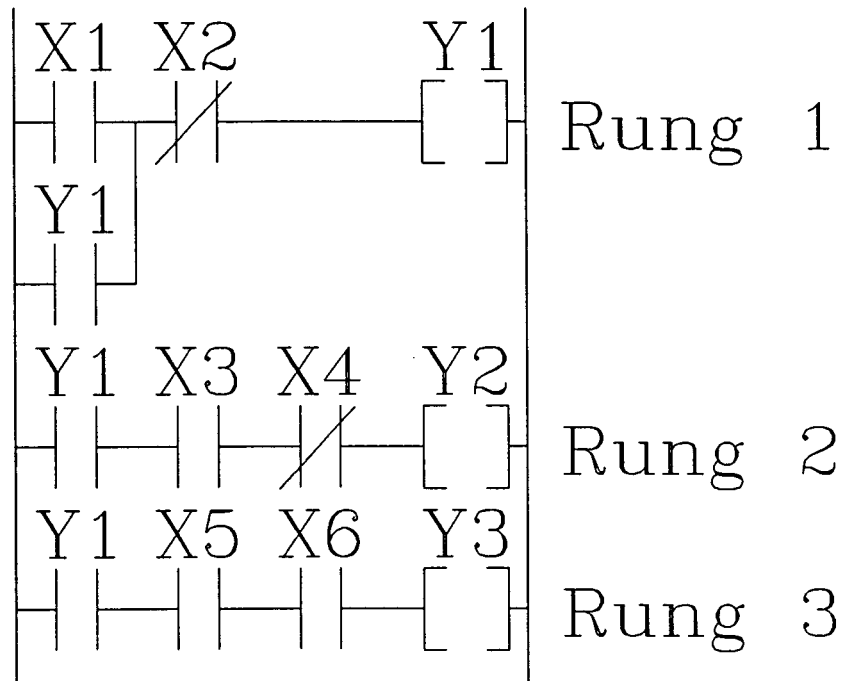 X1 X2 Y1
Rung 1
Y1
Y1 X3 X4 Y2
Rung 2
Y1 X5 X6 Y3
Rung 3